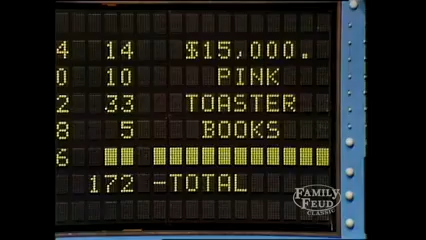 4 14 $15,000.
0 10 PINK
2 33 TOASTER
8 5 BOOKS
6
172 -TOTAL
FAMILY
FEUD
CLASSIC